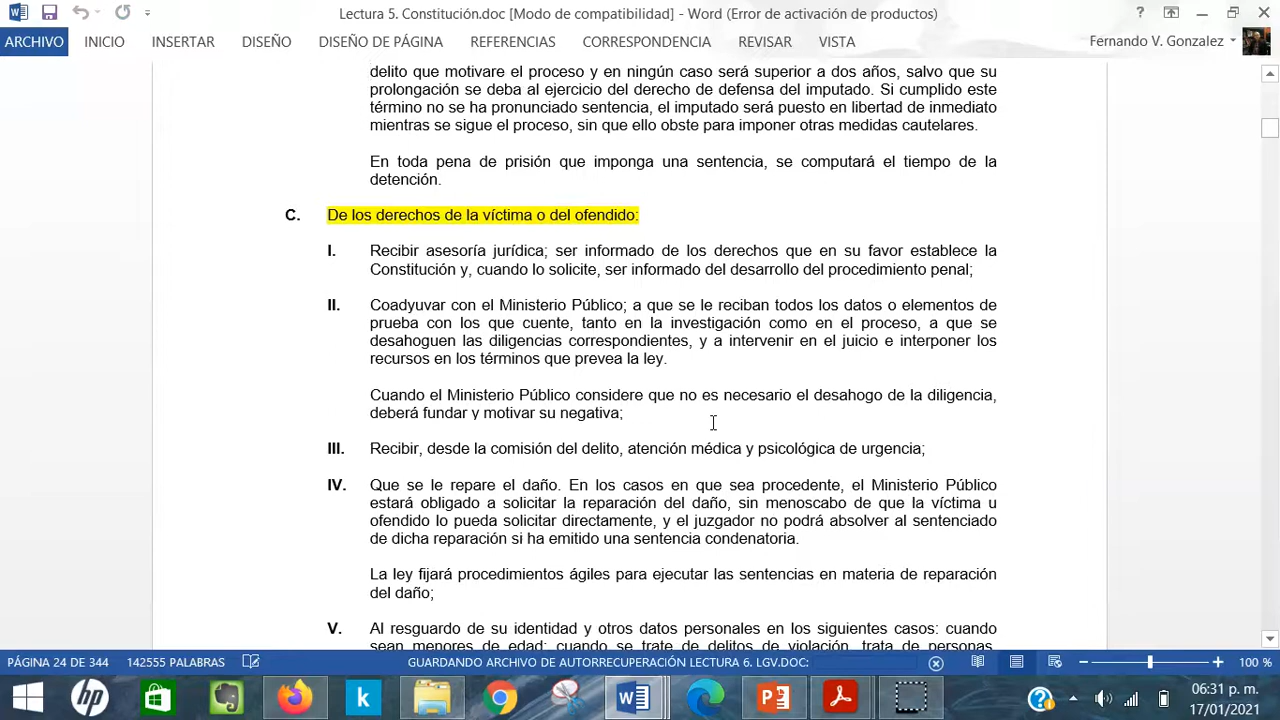 Lectura 5. Constitución.doc [Modo de compatibilidad] - Word (Error de activación de productos)
ARCHIVO INICIO INSERTAR DISEÑO DISEÑO DE PÁGINA REFERENCIAS CORRESPONDENCIA REVISAR VISTA Fernando V. Gonzalez
delito que motivare el proceso y en ningún caso será superior a dos años, salvo que su
prolongación se deba al ejercicio del derecho de defensa del imputado. Si cumplido este
término no se ha pronunciado sentencia, el imputado será puesto en libertad de inmediato
mientras se sigue el proceso, sin que ello obste para imponer otras medidas cautelares.
En toda pena de prisión que imponga una sentencia, se computará el tiempo de la
detención.
C. De los derechos de la víctima o del ofendido:
I. Recibir asesoría jurídica; ser informado de los derechos que en su favor establece la
Constitución y, cuando lo solicite, ser informado del desarrollo del procedimiento penal;
II. Coadyuvar con el Ministerio Público; a que se le reciban todos los datos o elementos de
prueba con los que cuente, tanto en la investigación como en el proceso, a que se
desahoguen las diligencias correspondientes, y a intervenir en el juicio e interponer los
recursos en los términos que prevea la ley.
Cuando el Ministerio Público considere que no es necesario el desahogo de la diligencia,
deberá fundar y motivar su negativa;
III. Recibir, desde la comisión del delito, atención médica y psicológica de urgencia;
IV. Que se le repare el daño. En los casos en que sea procedente, el Ministerio Público
estará obligado a solicitar la reparación del daño, sin menoscabo de que la víctima u
ofendido lo pueda solicitar directamente, y el juzgador no podrá absolver al sentenciado
de dicha reparación si ha emitido una sentencia condenatoria.
La ley fijará procedimientos ágiles para ejecutar las sentencias en materia de reparación
del daño;
V. Al resguardo de su identidad y otros datos personales en los siguientes casos: cuando
sean menores de edad; cuando se trate de delitos de violación, trata de personas,
PÁGINA 24 DE 344 142555 PALABRAS GUARDANDO ARCHIVO DE AUTORRECUPERACIÓN LECTURA 6. LGV.DOC: 100 %
06:31 p. m.
17/01/2021